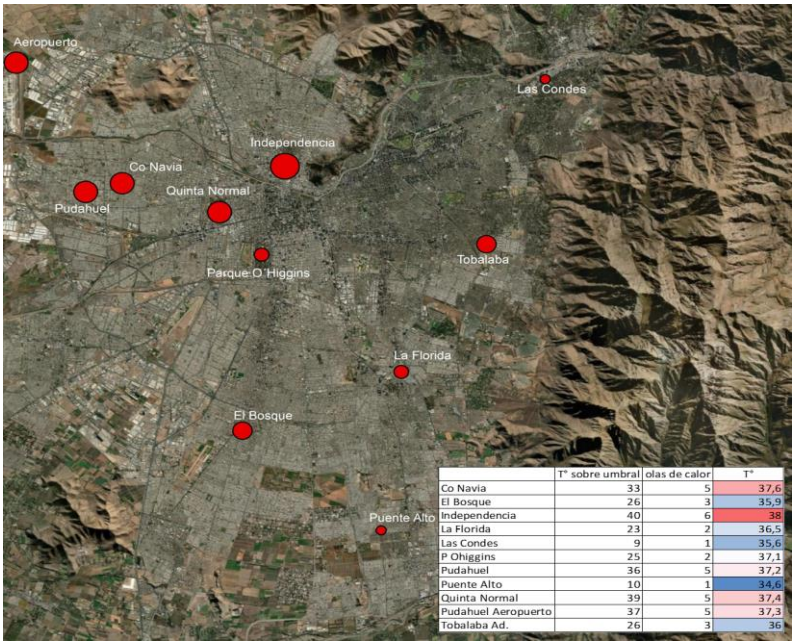 Aeropuerto
Las Condes
Independencia
Co Navia
Quinta Normal
Pudahuel
Tobalaba
Parque O´Higgins
La Florida
El Bosque
Puente Alto
T° sobre umbral olas de calor T°
Co Navia 33 5 37,6
El Bosque 26 3 35,9
Independencia 40 6 38
La Florida 23 2 36,5
Las Condes 9 1 35,6
P Ohiggins 25 2 37,1
Pudahuel 36 5 37,2
Puente Alto 10 1 34,6
Quinta Normal 39 5 37,4
Pudahuel Aeropuerto 37 5 37,3
Tobalaba Ad. 26 3 36